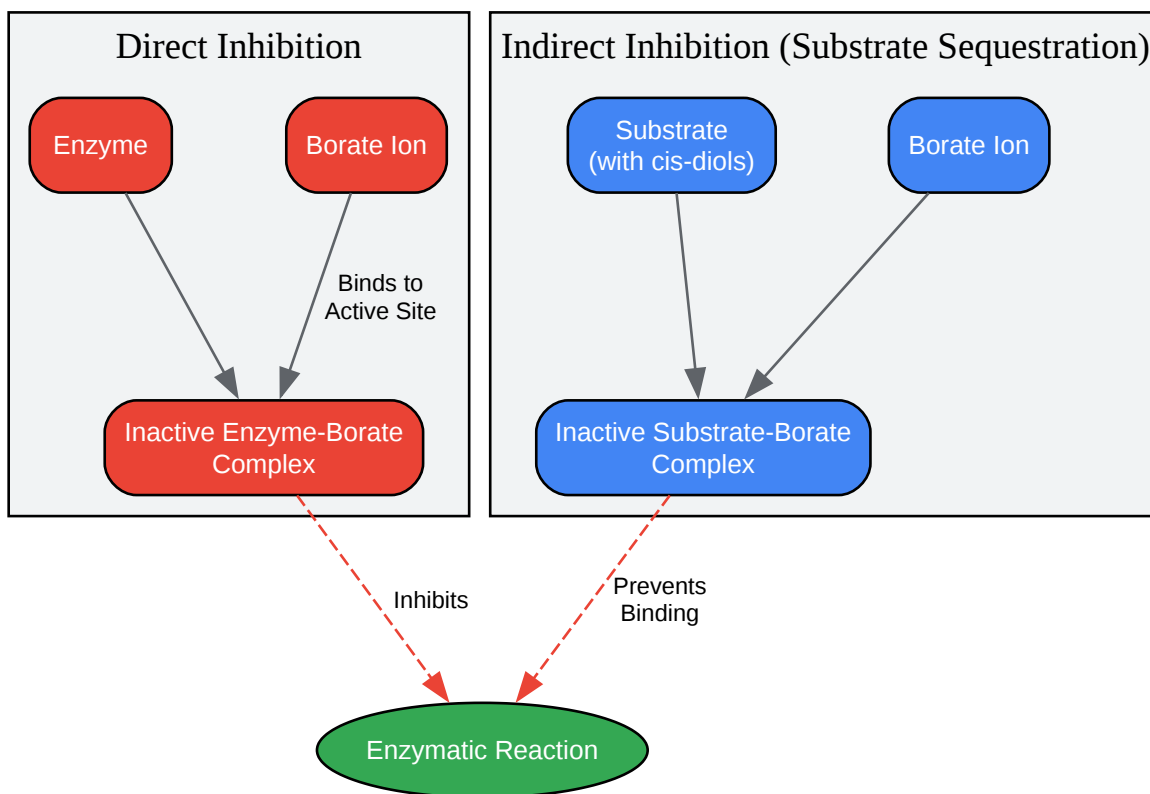 Direct Inhibition
Indirect Inhibition (Substrate Sequestration)
Enzyme
Borate Ion
Substrate
(with cis-diols)
Borate Ion
Binds to
Active Site
Inactive Enzyme-Borate
Complex
Inactive Substrate-Borate
Complex
Inhibits
Prevents
Binding
Enzymatic Reaction